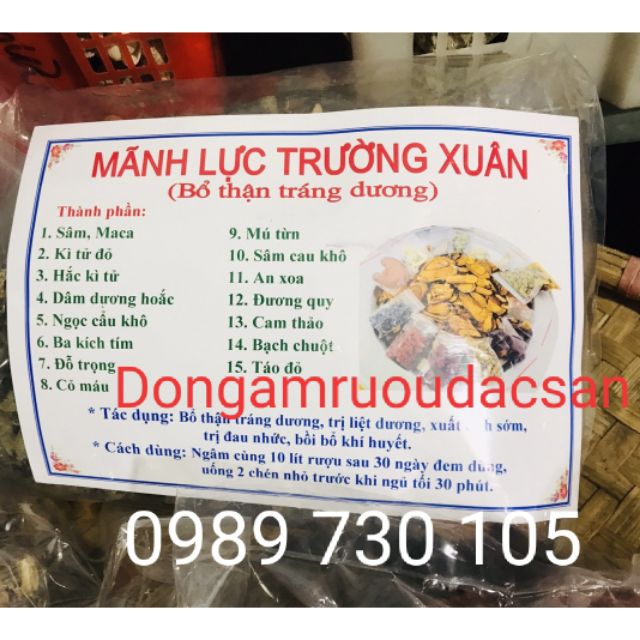 MÃNH LỰC TRƯỜNG XUÂN
(Bổ thận tráng dương)
Thành phần:
1. Sâm, Maca
2. Kì tử đỏ
3. Hắc kì tử
4. Dâm dương hoắc
5. Ngọc cẩu khô
6. Ba kích tím
7. Đỗ trọng
8. Cỏ máu
9. Mú từn
10. Sâm cau khô
11. An xoa
12. Đương quy
13. Cam thảo
14. Bạch chuột
15. Táo đỏ
Dongamruoudacsan
* Tác dụng: Bổ thận tráng dương, trị liệt dương, xuất sớm,
trị đau nhức, bồi bổ khí huyết.
* Cách dùng: Ngâm cùng 10 lít rượu sau 30 ngày đem dùng,
uống 2 chén nhỏ trước khi ngủ tối 30 phút.
0989 730 105